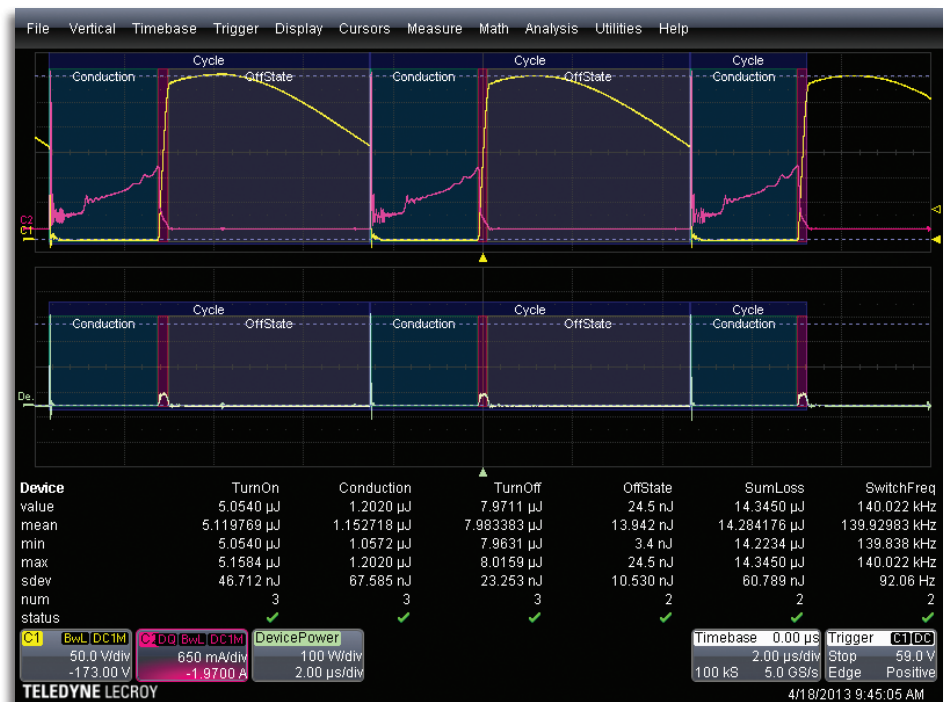 File Vertical Timebase Trigger Display Cursors Measure Math Analysis Utilities Help
Cycle Cycle Cycle
Conduction OffState Conduction OffState Conduction
C2
C1
Cycle Cycle Cycle
Conduction OffState Conduction OffState Conduction
De.
Device TurnOn Conduction TurnOff OffState SumLoss SwitchFreq
value 5.0540 µJ 1.2020 µJ 7.9711 µJ 24.5 nJ 14.3450 µJ 140.022 kHz
mean 5.119769 µJ 1.152718 µJ 7.983383 µJ 13.942 nJ 14.284176 µJ 139.92983 kHz
min 5.0540 µJ 1.0572 µJ 7.9631 µJ 3.4 nJ 14.2234 µJ 139.838 kHz
max 5.1584 µJ 1.2020 µJ 8.0159 µJ 24.5 nJ 14.3450 µJ 140.022 kHz
sdev 46.712 nJ 67.585 nJ 23.253 nJ 10.530 nJ 60.789 nJ 92.06 Hz
num 3 3 3 2 2 2
status
C1 BwL DC1M C2 DQ BwL DC1M DevicePower Timebase 0.00 µs Trigger C1 DC
50.0 V/div 650 mA/div 100 W/div 2.00 µs/div Stop 59.0 V
-173.00 V -1.9700 A 2.00 µs/div 100 kS 5.0 GS/s Edge Positive
TELEDYNE LECROY 4/18/2013 9:45:05 AM